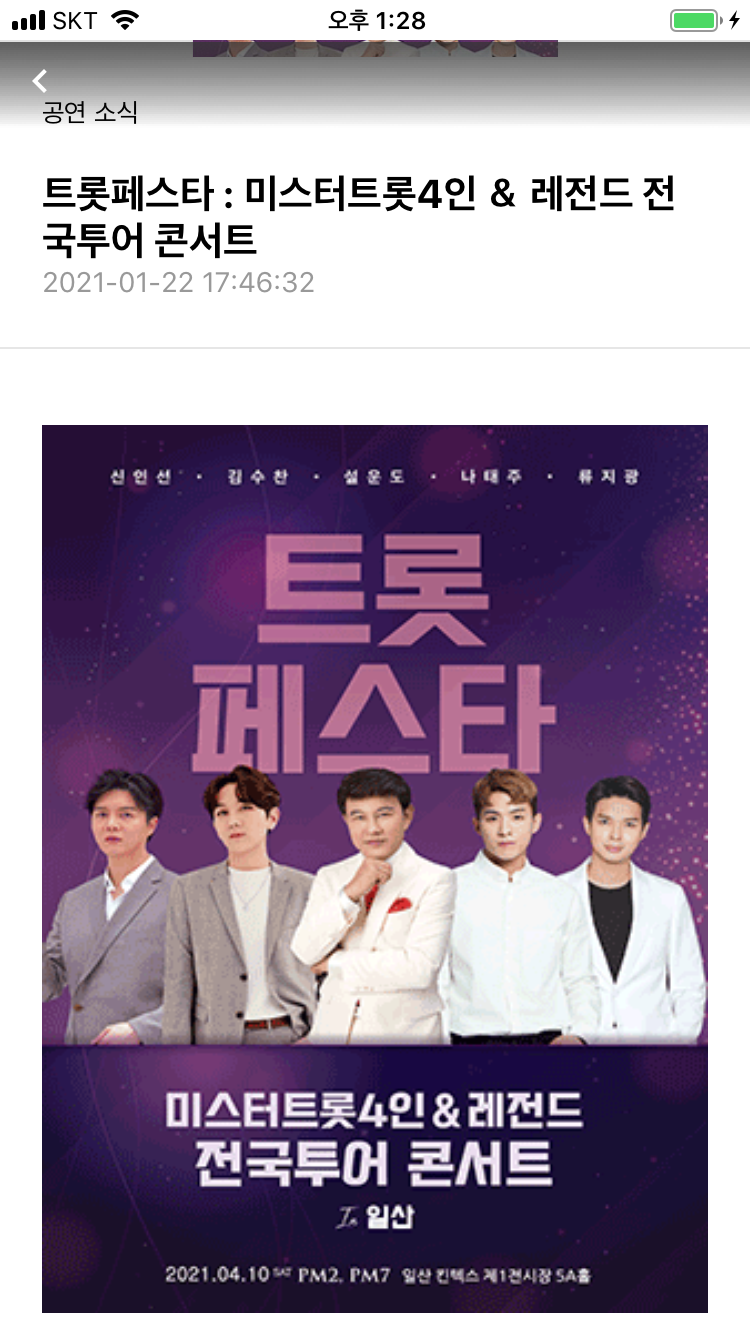 SKT 오후 1:28
공연 소식
트롯페스타 : 미스터트롯4인 & 레전드 전
국투어 콘서트
2021-01-22 17:46:32
신인선 · 김수찬 · 설운도 · 나태주 · 류지광
트롯
페스타
미스터트롯4인 & 레전드
전국투어 콘서트
In 일산
2021.04.10 SAT PM2, PM7 일산 킨텍스 제1전시장 5A홀